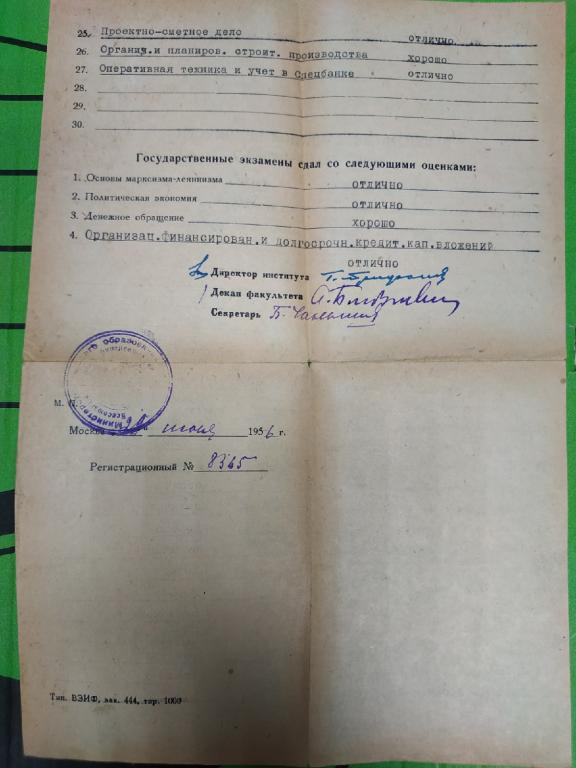 25. Проектно-сметное дело отлично
26. Организ.и планиров. строит. производства хорошо
27. Оперативная техника и учет в Спецбанке отлично
28.
29.
30.
Государственные экзамены сдал со следующими оценками:
1. Основы марксизма-ленинизма отлично
2. Политическая экономия отлично
3. Денежное обращение хорошо
4. Организац.финансирован.и долгосрочн.кредит.кап.вложений
отлично
Директор института
Декан факультета
Секретарь
М.
Москва июня 1956 г.
Регистрационный № 8365
Тип. ВЗИФ, зак. 444, тир. 1000